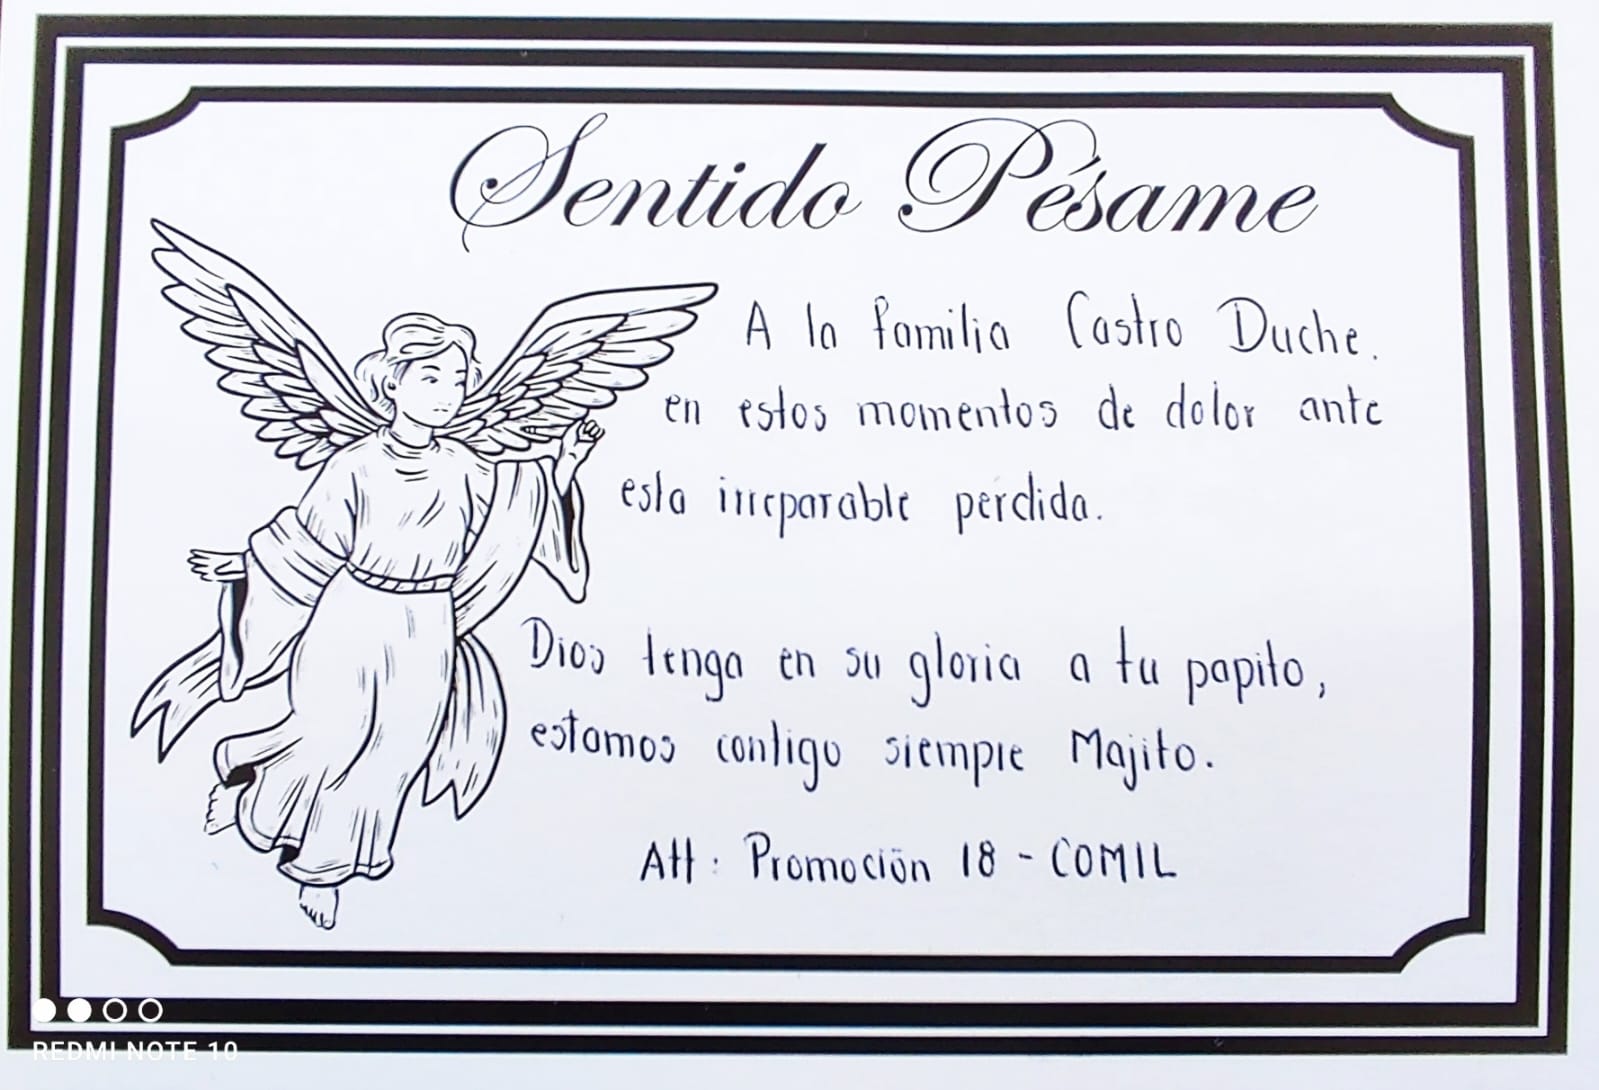 Sentido Pésame
A la familia Castro Duche.
en estos momentos de dolor ante
esta irreparable perdida.
Dios tenga en su gloria a tu papito,
estamos contigo siempre Majito.
Att: Promoción 18 - COMIL
REDMI NOTE 10